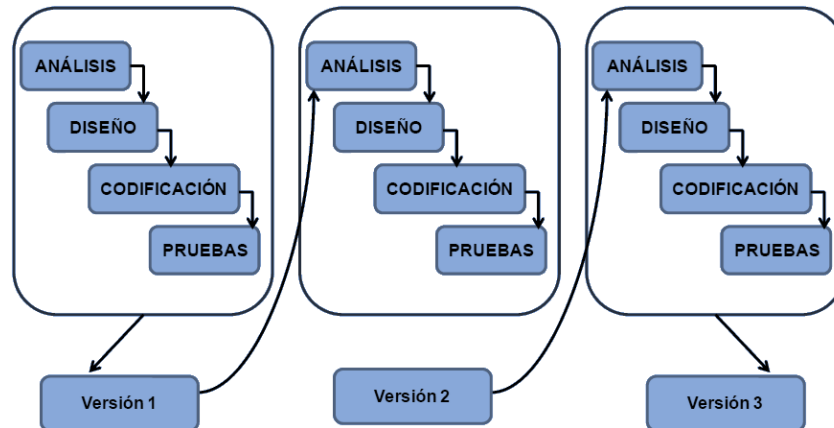 ANÁLISIS
DISEÑO
CODIFICACIÓN
PRUEBAS
Versión 1
ANÁLISIS
DISEÑO
CODIFICACIÓN
PRUEBAS
Versión 2
ANÁLISIS
DISEÑO
CODIFICACIÓN
PRUEBAS
Versión 3